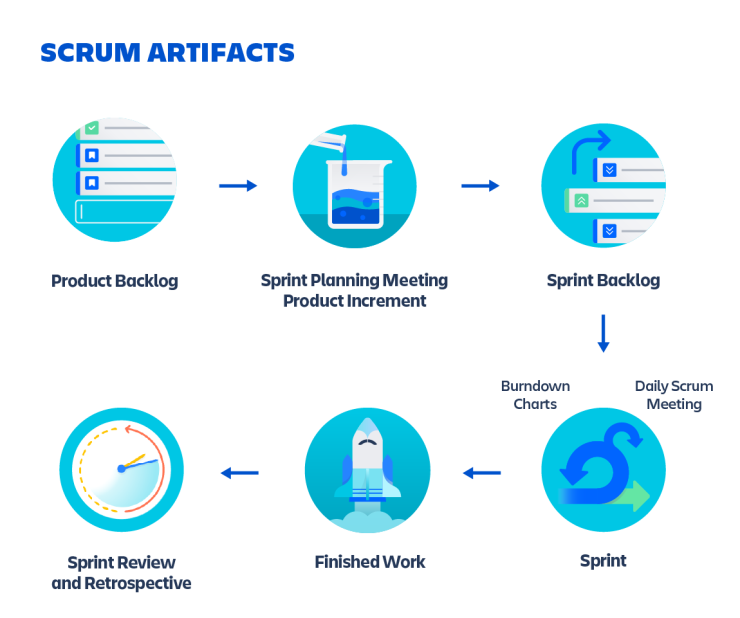 SCRUM ARTIFACTS
Product Backlog
Sprint Planning Meeting
Product Increment
Sprint Backlog
Burndown
Charts
Daily Scrum
Meeting
Sprint
Finished Work
Sprint Review
and Retrospective